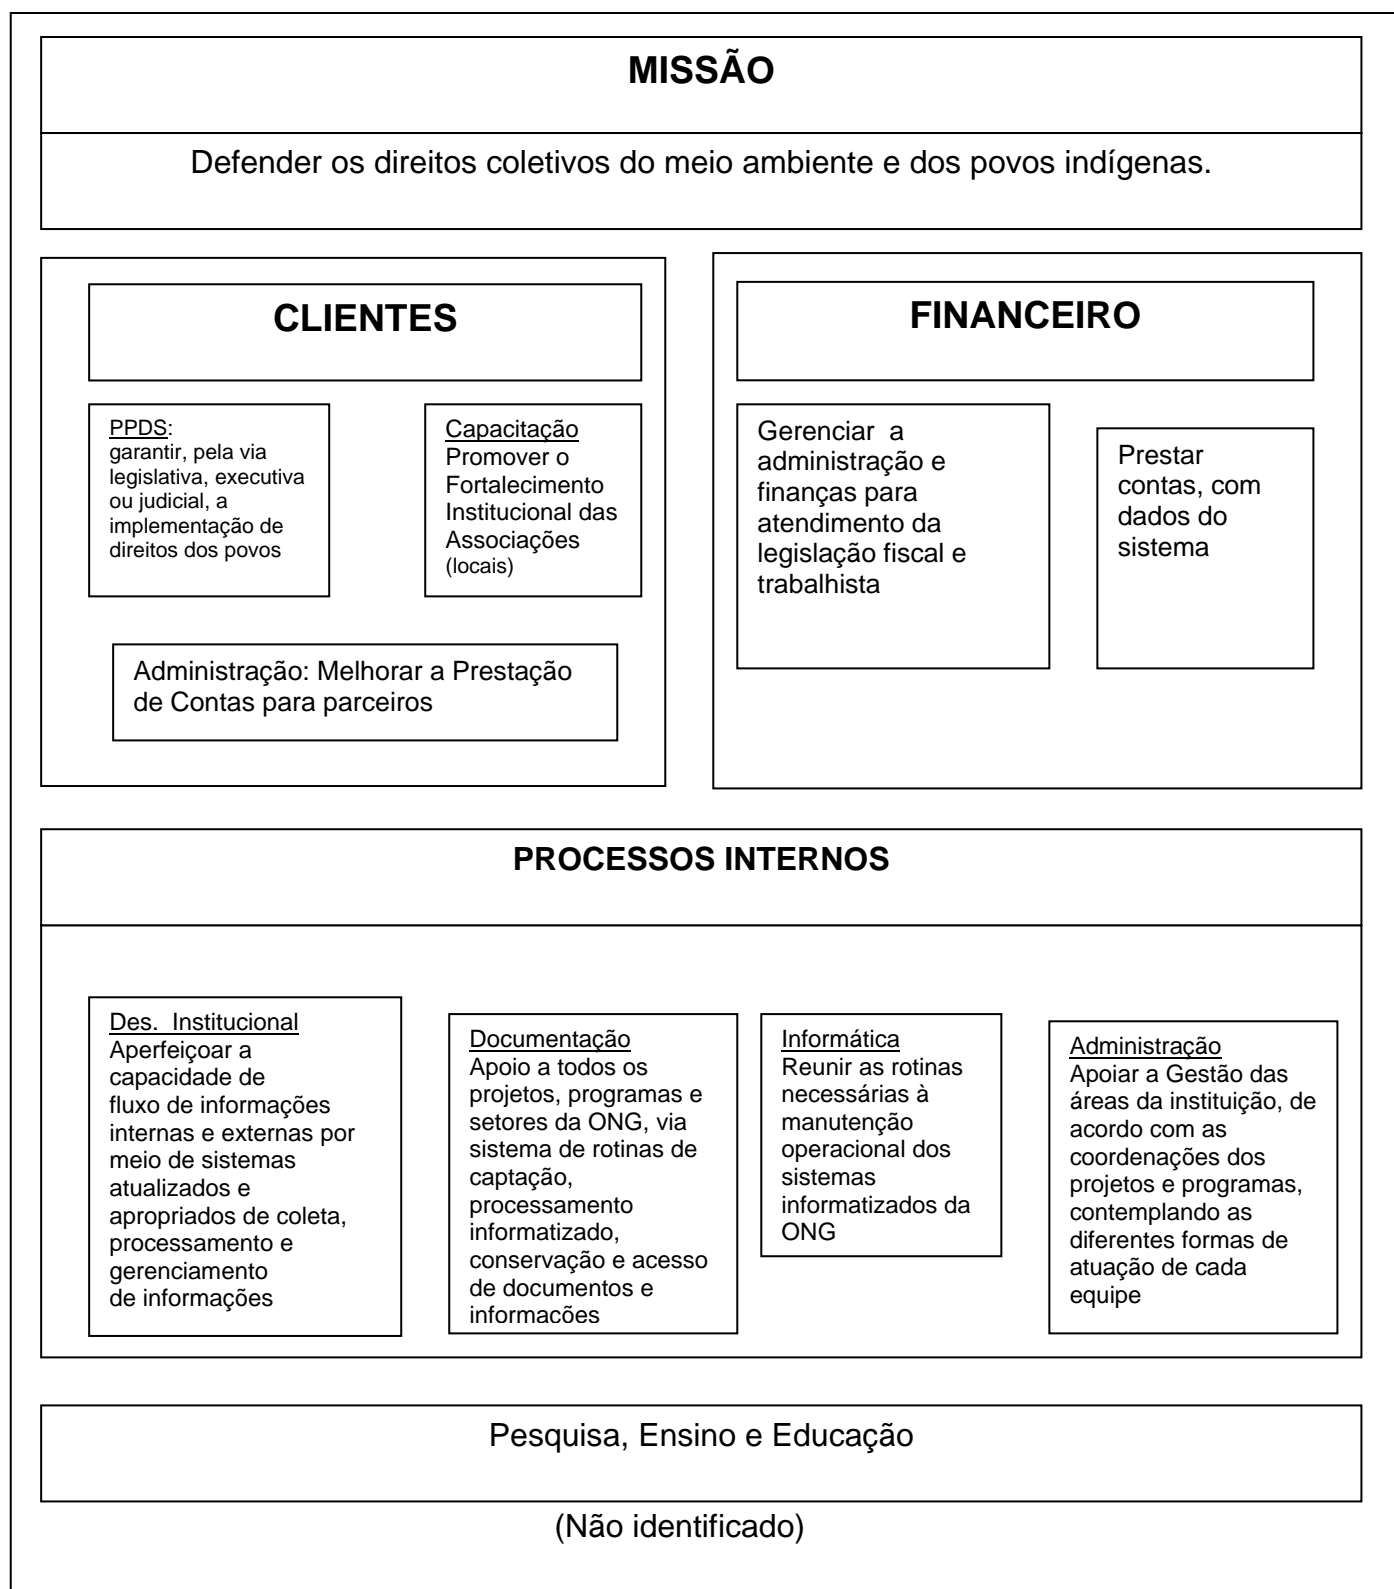 MISSÃO
Defender os direitos coletivos do meio ambiente e dos povos indígenas.
CLIENTES
PPDS:
garantir, pela via
legislativa, executiva
ou judicial, a
implementação de
direitos dos povos
Capacitação
Promover o
Fortalecimento
Institucional das
Associações
(locais)
Administração: Melhorar a Prestação
de Contas para parceiros
FINANCEIRO
Gerenciar a
administração e
finanças para
atendimento da
legislação fiscal e
trabalhista
Prestar
contas, com
dados do
sistema
PROCESSOS INTERNOS
Des. Institucional
Aperfeiçoar a
capacidade de
fluxo de informações
internas e externas por
meio de sistemas
atualizados e
apropriados de coleta,
processamento e
gerenciamento
de informações
Documentação
Apoio a todos os
projetos, programas e
setores da ONG, via
sistema de rotinas de
captação,
processamento
informatizado,
conservação e acesso
de documentos e
informações
Informática
Reunir as rotinas
necessárias à
manutenção
operacional dos
sistemas
informatizados da
ONG
Administração
Apoiar a Gestão das
áreas da instituição, de
acordo com as
coordenações dos
projetos e programas,
contemplando as
diferentes formas de
atuação de cada
equipe
Pesquisa, Ensino e Educação
(Não identificado)